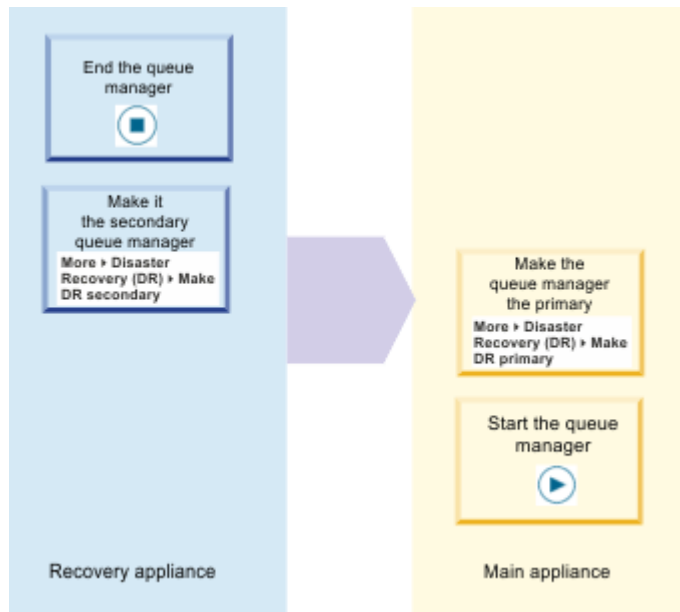 End the queue
manager
Make it
the secondary
queue manager
More ▸ Disaster
Recovery (DR) ▸ Make
DR secondary
Recovery appliance
Make the
queue manager
the primary
More ▸ Disaster
Recovery (DR) ▸ Make
DR primary
Start the queue
manager
Main appliance